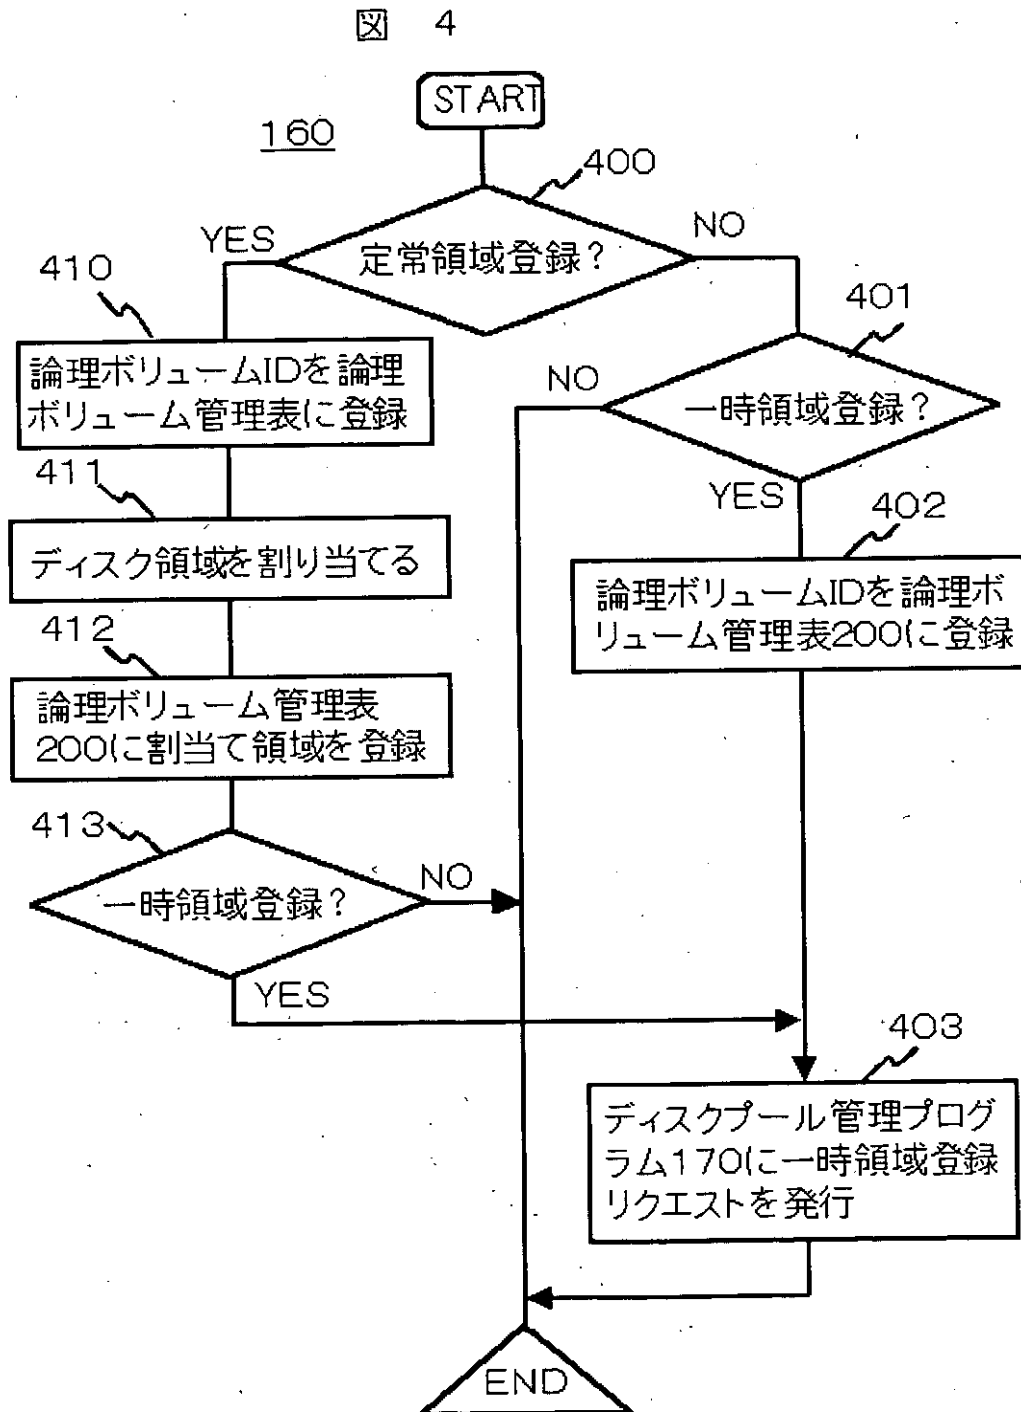 図 4
START
160
400
定常領域登録？
YES
NO
410
401
論理ボリュームIDを論理
ボリューム管理表に登録
NO
一時領域登録？
YES
411
402
ディスク領域を割り当てる
論理ボリュームIDを論理ボ
リューム管理表200に登録
412
論理ボリューム管理表
200に割当て領域を登録
413
一時領域登録？
NO
YES
403
ディスクプール管理プログ
ラム170に一時領域登録
リクエストを発行
END